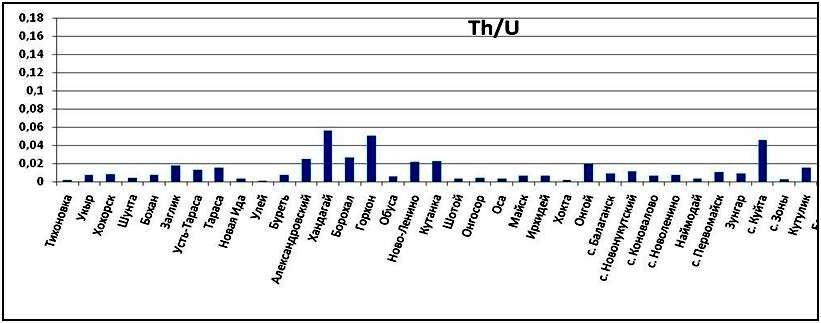 Th/U
0,18
0,16
0,14
0,12
0,1
0,08
0,06
0,04
0,02
0
Тихоновка
Укыр
Хохорск
Шунта
Бохан
Заглик
Усть-Тараса
Тараса
Новая Ида
Улей
Буреть
Александровский
Хандагай
Борохал
Горхон
Обуса
Ново-Ленино
Кутанка
Шотой
Онгосор
Оса
Майск
Ирхидей
Хокта
Онгой
с. Балаганск
с. Новонукутский
с. Коновалово
с. Новоленино
Наймодай
с. Первомайск
Зунгар
с. Куйта
с. Зоны
Кутулик